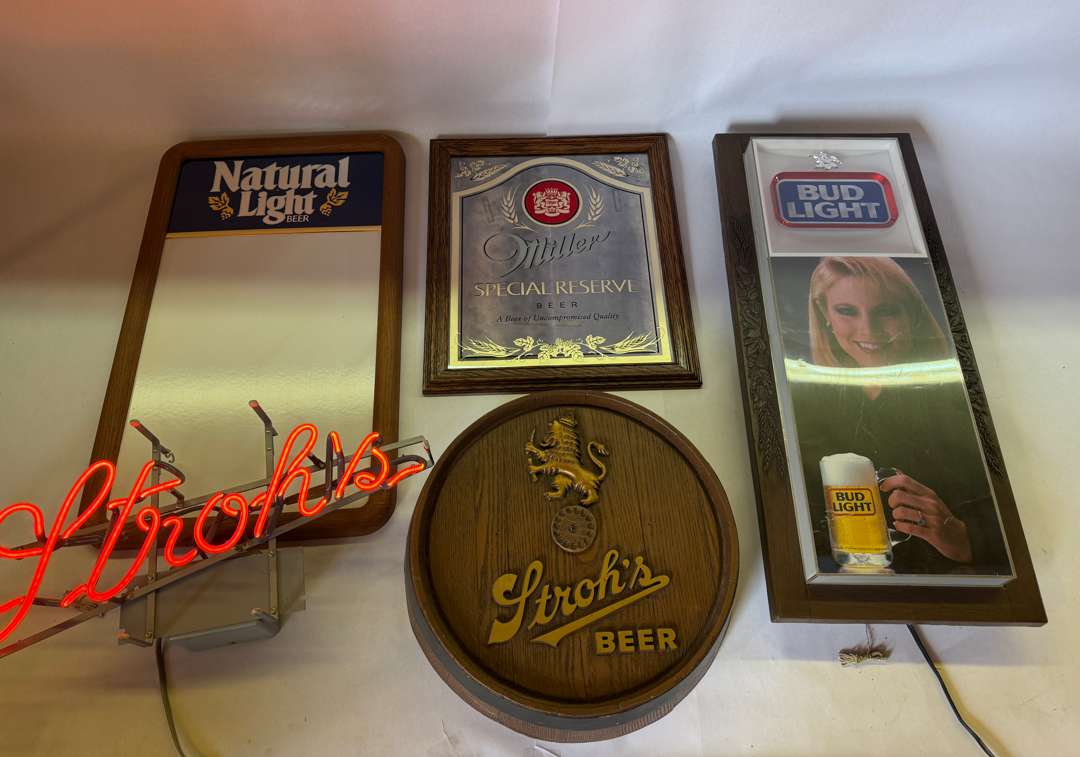 Natural
Light
BEER
Miller
SPECIAL RESERVE
BEER
A Beer of Uncompromised Quality
BUD
LIGHT
BUD
LIGHT
Stroh's
Stroh's
BEER